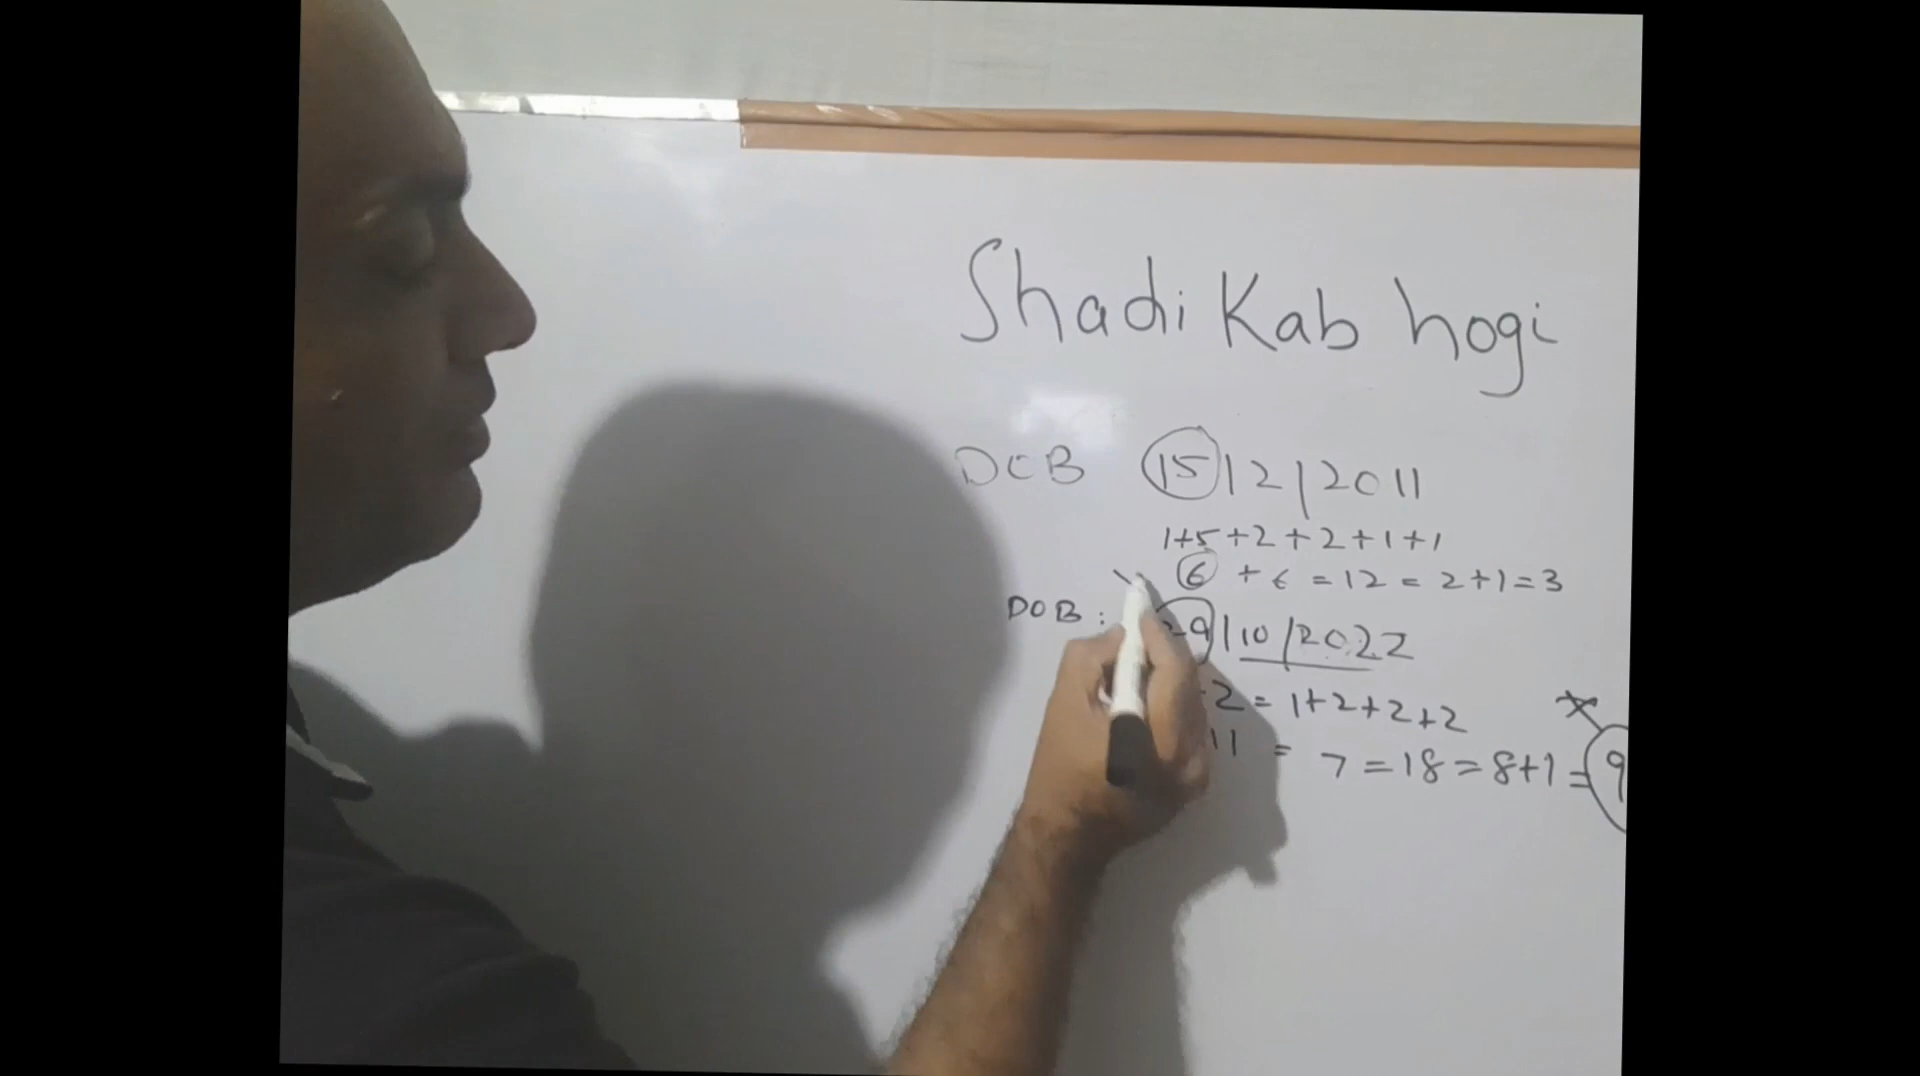 Shadi Kab hogi
DOB 15|2|2011
1+5+2+2+1+1
6 + 6 = 12 = 2+1=3
DOB : 29|10/2022
2 = 1+2+2+2
11 = 7=18=8+1=9